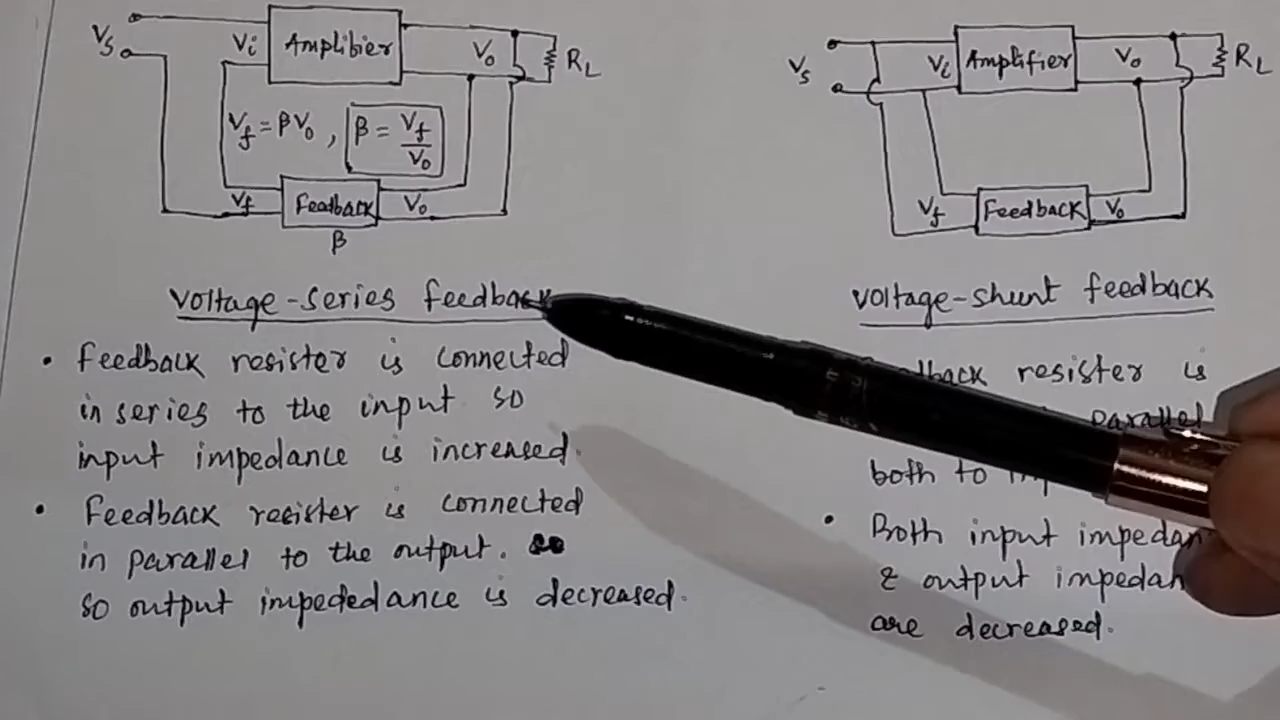 Vs
Vi
Amplibier
Vo
RL
Vf = βVo , β = Vf/Vo
Vf
Feadback
Vo
β
Voltage-series feedback
• Feedback resister is connected
in series to the input so
input impedance is increased.
• Feedback resister is connected
in parallel to the output.
so output impededance is decreased.
Vs
Vi
Amplifier
Vo
RL
Vf
Feedback
Vo
Voltage-shunt feedback
resister is
parallel
both to
• Both input
& output
are decreased.